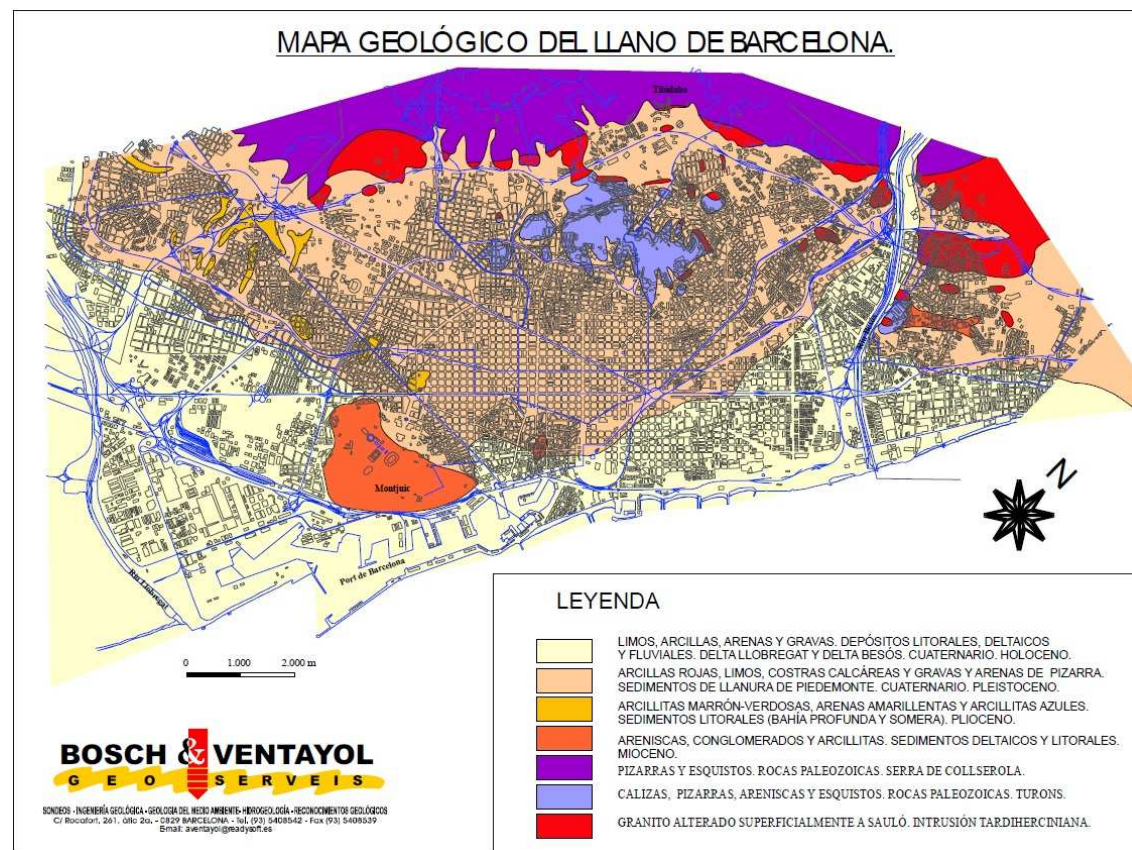 MAPA GEOLÓGICO DEL LLANO DE BARCELONA.
Tibidabo
Montjuic
Port de Barcelona
Riu Llobregat
N
0 1.000 2.000 m
LEYENDA
LIMOS, ARCILLAS, ARENAS Y GRAVAS. DEPÓSITOS LITORALES, DELTAICOS
Y FLUVIALES. DELTA LLOBREGAT Y DELTA BESÓS. CUATERNARIO. HOLOCENO.
ARCILLAS ROJAS, LIMOS, COSTRAS CALCÁREAS Y GRAVAS Y ARENAS DE PIZARRA.
SEDIMENTOS DE LLANURA DE PIEDEMONTE. CUATERNARIO. PLEISTOCENO.
ARCILLITAS MARRÓN-VERDOSAS, ARENAS AMARILLENTAS Y ARCILLITAS AZULES.
SEDIMENTOS LITORALES (BAHÍA PROFUNDA Y SOMERA). PLIOCENO.
ARENISCAS, CONGLOMERADOS Y ARCILLITAS. SEDIMENTOS DELTAICOS Y LITORALES.
MIOCENO.
PIZARRAS Y ESQUISTOS. ROCAS PALEOZOICAS. SERRA DE COLLSEROLA.
CALIZAS, PIZARRAS, ARENISCAS Y ESQUISTOS. ROCAS PALEOZOICAS. TURONS.
GRANITO ALTERADO SUPERFICIALMENTE A SAULÓ. INTRUSIÓN TARDIHERCINIANA.
BOSCH & VENTAYOL
GEO SERVEIS
SONDEOS - INGENIERÍA GEOLÓGICA - GEOLOGIA DEL MEDIO AMBIENTE- HIDROGEOLOGÍA - RECONOCIMIENTOS GEOLÓGICOS
C/ Rocafort, 261, ático 2a. - 0829 BARCELONA - Tel. (93) 5408542 - Fax (93) 5408539
Email: aventayol@readysoft.es